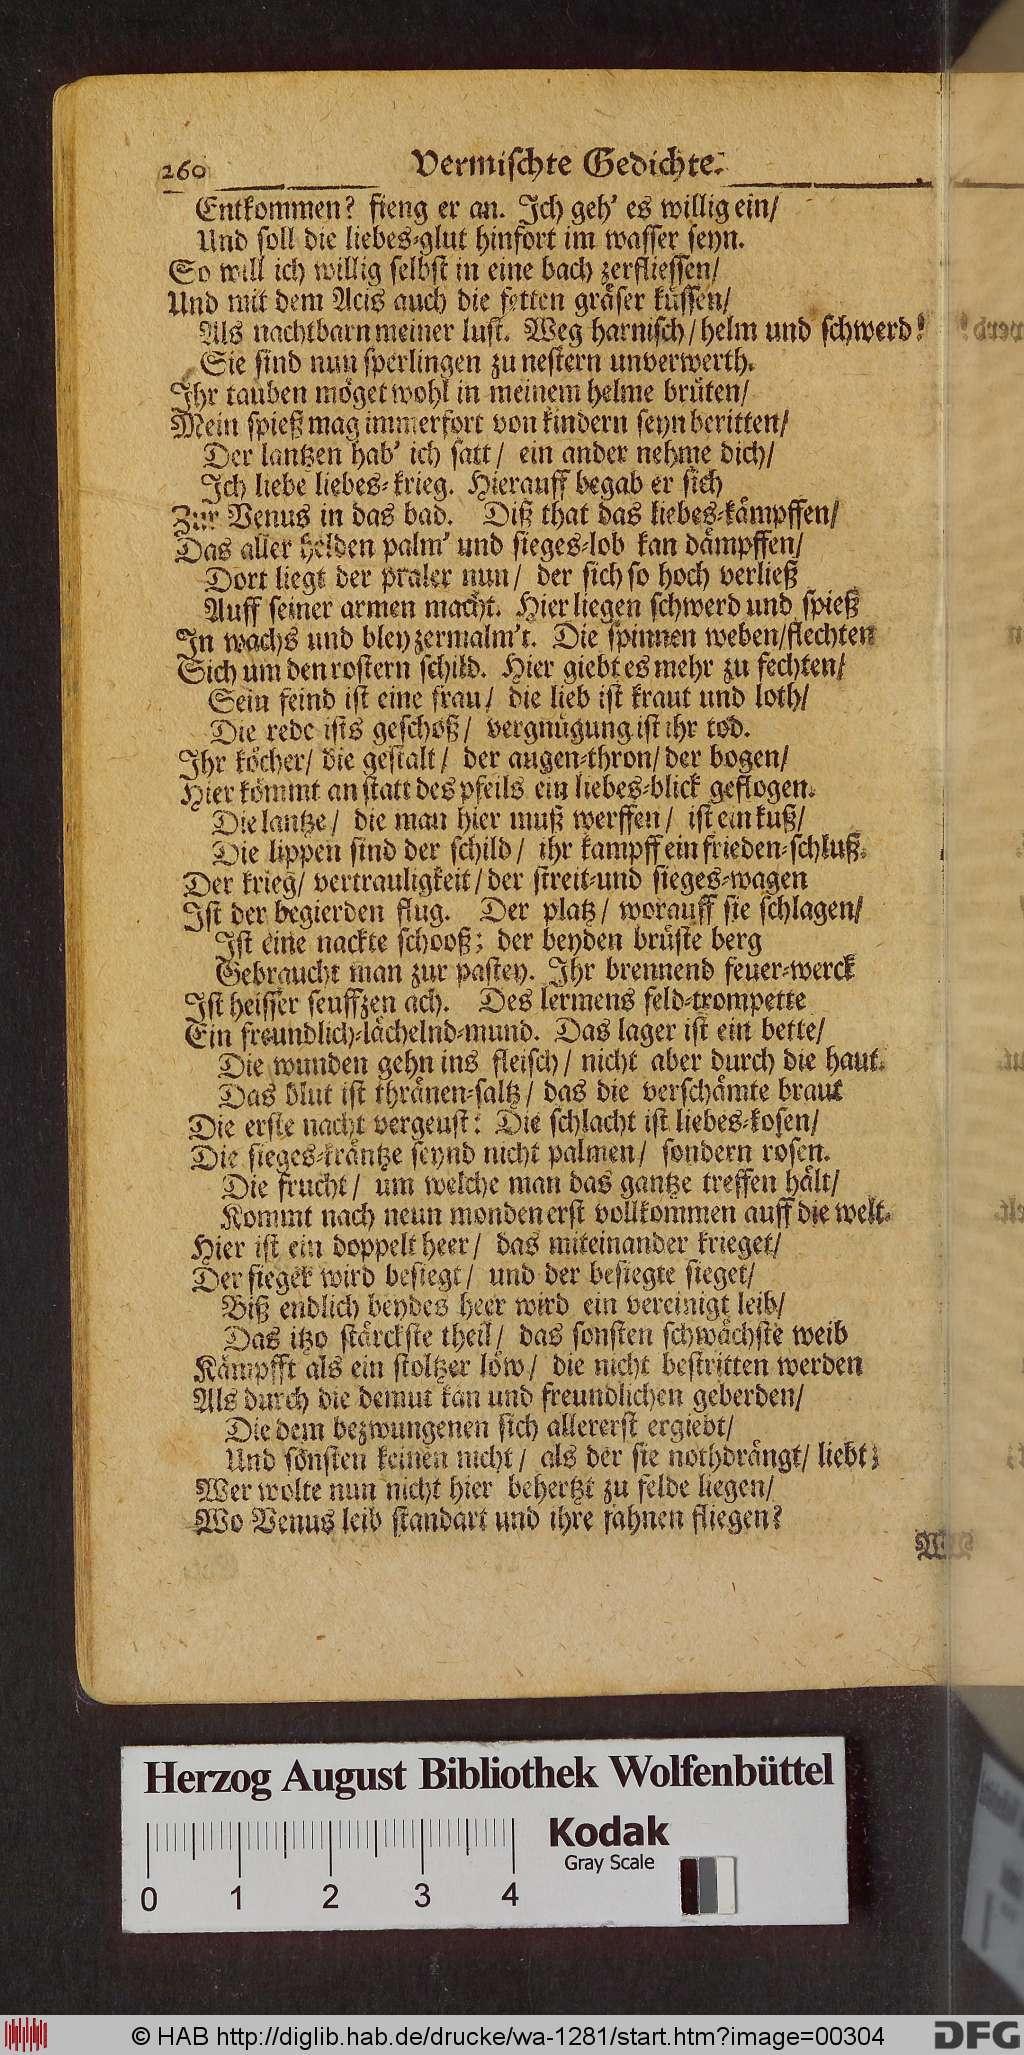 260 Vermischte Gedichte.
Entkommen? fieng er an. Ich geh' es willig ein/
Und soll die liebes-glut hinfort im wasser seyn.
So will ich willig selbst in eine bach zerfliessen/
Und mit dem Acis auch die fetten gräser küssen/
Als nachtbarn meiner lust. Weg harnisch/ helm und schwerd!
Sie sind nun sperlingen zu nestern unverwerth.
Ihr tauben möget wohl in meinem helme brüten/
Mein spieß mag immerfort von kindern seyn beritten/
Der lantzen hab' ich satt/ ein ander nehme dich/
Ich liebe liebes-krieg. Hierauff begab er sich
Zur Venus in das bad. Diß that das liebes-kämpffen/
Das aller helden palm' und sieges-lob kan dämpffen/
Dort liegt der praler nun/ der sich so hoch verließ
Auff seiner armen macht. Hier liegen schwerd und spieß
In wachs und bley zermalm't. Die spinnen weben/flechten
Sich um den rostern schild. Hier giebt es mehr zu fechten/
Sein feind ist eine frau/ die lieb ist kraut und loth/
Die rede ists geschoß/ vergnügung ist ihr tod.
Ihr köcher/ die gestalt/ der augen-thron/ der bogen/
Hier kömmt an statt des pfeils ein liebes-blick geflogen.
Die lantze/ die man hier muß werffen/ ist ein kuß/
Die lippen sind der schild/ ihr kampff ein frieden-schluß.
Der krieg/ vertrauligkeit/ der streit-und sieges-wagen
Ist der begierden flug. Der platz/ worauff sie schlagen/
Ist eine nackte schooß; der beyden brüste berg
Gebraucht man zur pastey. Ihr brennend feuer-werck
Ist heisser seuffzen ach. Des lermens feld-trompette
Ein freundlich-lächelnd-mund. Das lager ist ein bette/
Die wunden gehn ins fleisch/ nicht aber durch die haut.
Das blut ist thränen-saltz/ das die verschämte braut
Die erste nacht vergeust: Die schlacht ist liebes-kosen/
Die sieges-kräntze seynd nicht palmen/ sondern rosen.
Die frucht/ um welche man das gantze treffen hält/
Kommt nach neun monden erst vollkommen auff die welt.
Hier ist ein doppelt heer/ das miteinander krieget/
Der sieger wird besiegt/ und der besiegte sieget/
Biß endlich beydes heer wird ein vereinigt leib/
Das itzo stärckste theil/ das sonsten schwächste weib
Kämpfft als ein stoltzer löw/ die nicht bestritten werden
Als durch die demut kan und freundlichen geberden/
Die dem bezwungenen sich allererst ergiebt/
Und sonsten keinen nicht/ als der sie nothdrängt/ liebt;
Wer wolte nun nicht hier behertzt zu felde liegen/
Wo Venus leib standart und ihre fahnen fliegen?
Herzog August Bibliothek Wolfenbüttel
Kodak
Gray Scale
0 1 2 3 4
© HAB http://diglib.hab.de/drucke/wa-1281/start.htm?image=00304
DFG